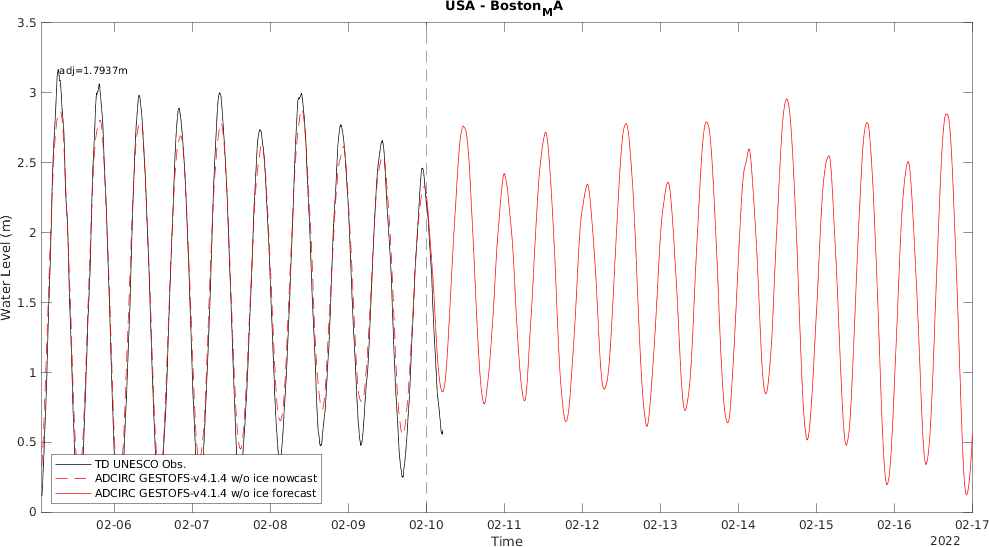 USA - Boston_MA
3.5
adj=1.7937m
3
2.5
2
Water Level (m)
1.5
1
0.5
TD UNESCO Obs.
ADCIRC GESTOFS-v4.1.4 w/o ice nowcast
ADCIRC GESTOFS-v4.1.4 w/o ice forecast
0
02-06 02-07 02-08 02-09 02-10 02-11 02-12 02-13 02-14 02-15 02-16 02-17
Time
2022